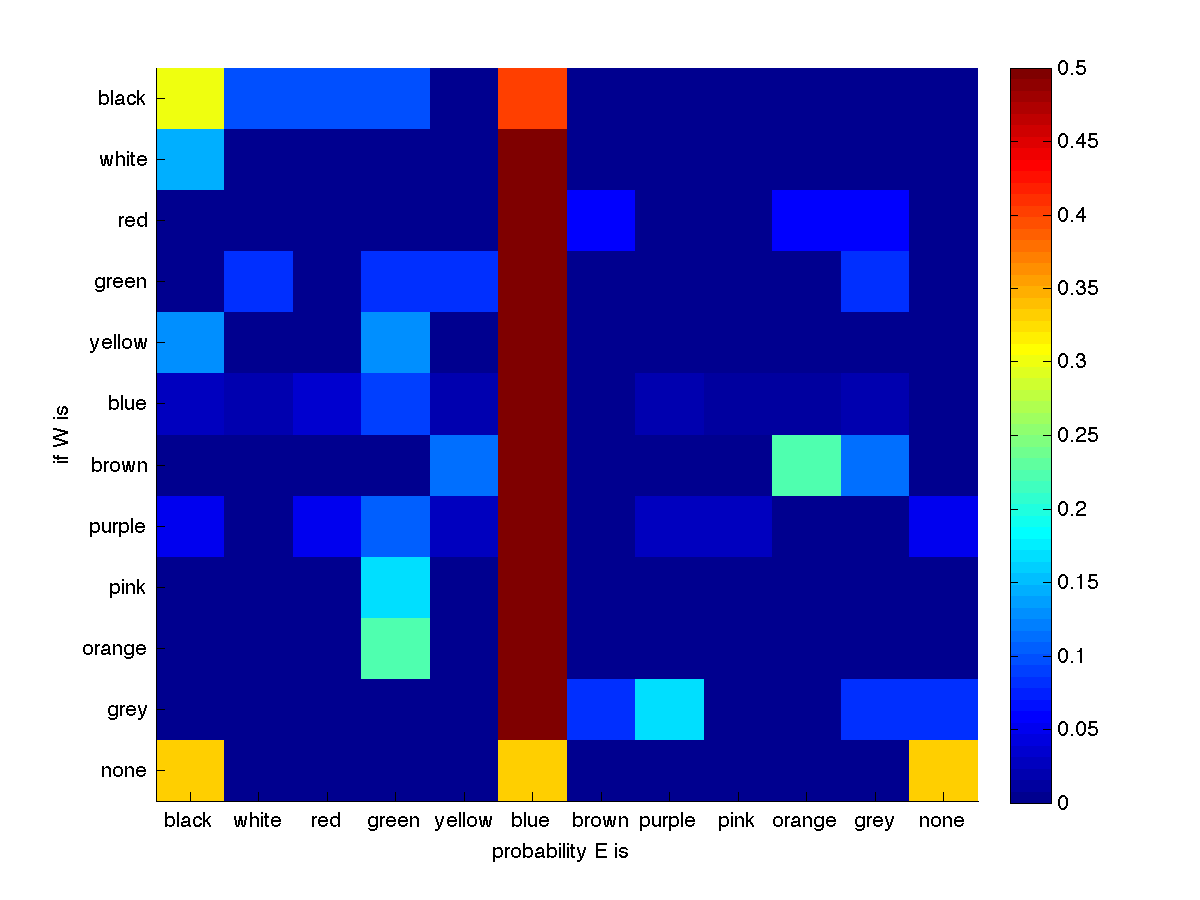 black
white
red
green
yellow
blue
brown
purple
pink
orange
grey
none
if W is
black white red green yellow blue brown purple pink orange grey none
probability E is
0.5
0.45
0.4
0.35
0.3
0.25
0.2
0.15
0.1
0.05
0